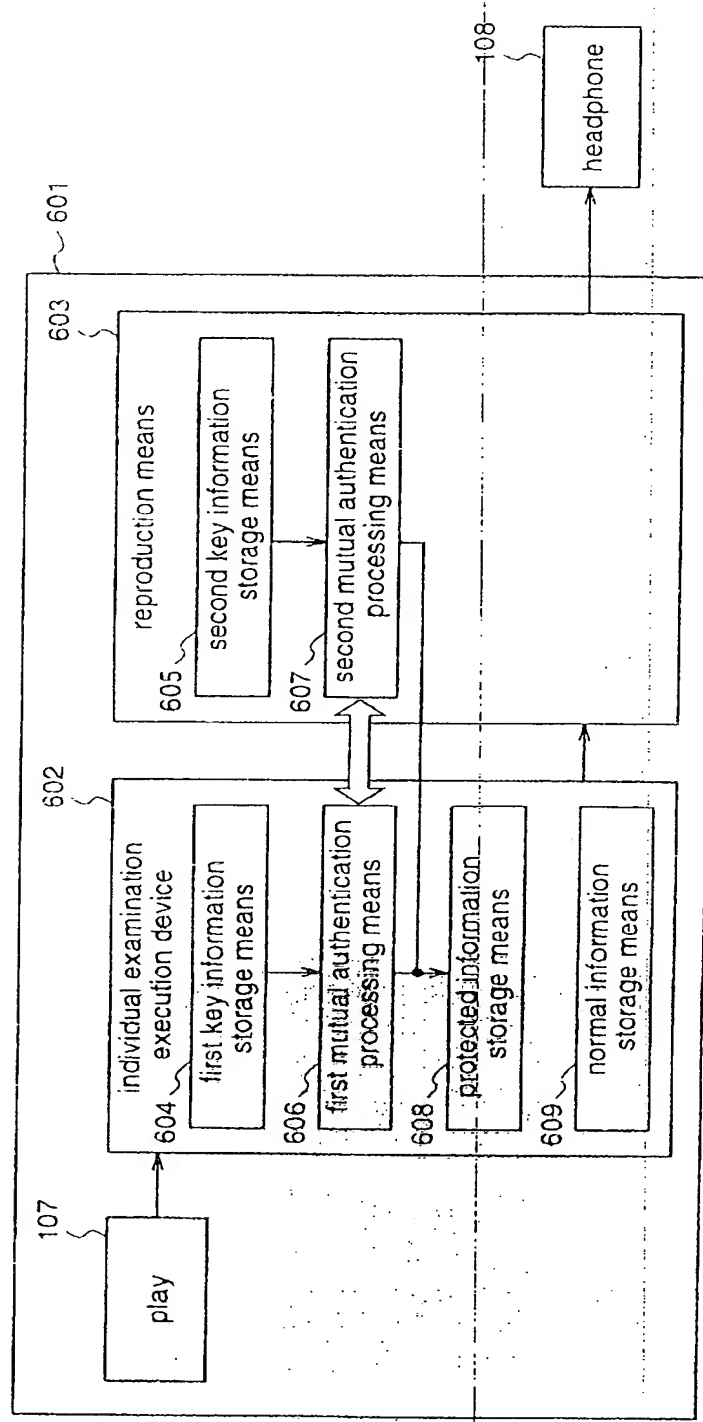 601
107
play
602
individual examination
execution device
604
first key information
storage means
606
first mutual authentication
processing means
608
protected information
storage means
609
normal information
storage means
603
reproduction means
605
second key information
storage means
607
second mutual authentication
processing means
108
headphone